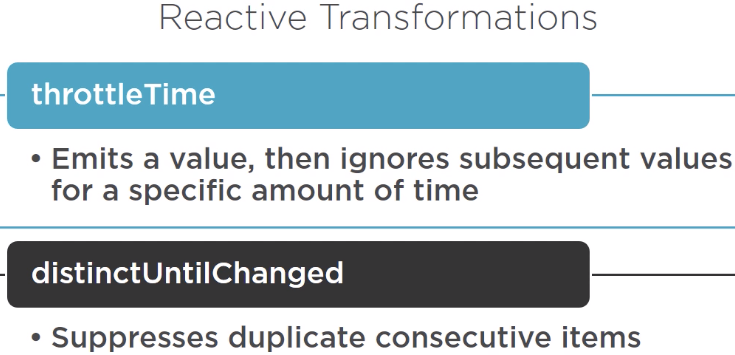 Reactive Transformations
throttleTime
• Emits a value, then ignores subsequent values
for a specific amount of time
distinctUntilChanged
• Suppresses duplicate consecutive items